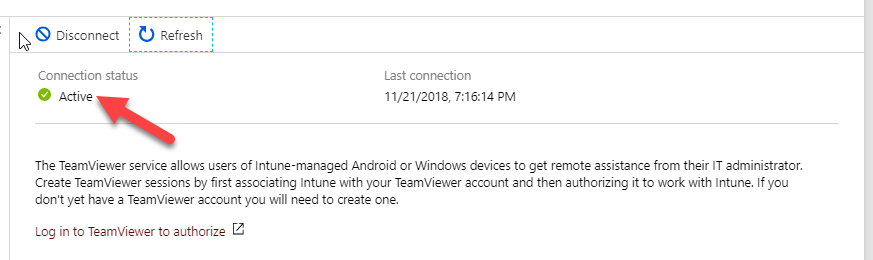 Disconnect Refresh
Connection status Last connection
Active 11/21/2018, 7:16:14 PM
The TeamViewer service allows users of Intune-managed Android or Windows devices to get remote assistance from their IT administrator.
Create TeamViewer sessions by first associating Intune with your TeamViewer account and then authorizing it to work with Intune. If you
don't yet have a TeamViewer account you will need to create one.
Log in to TeamViewer to authorize